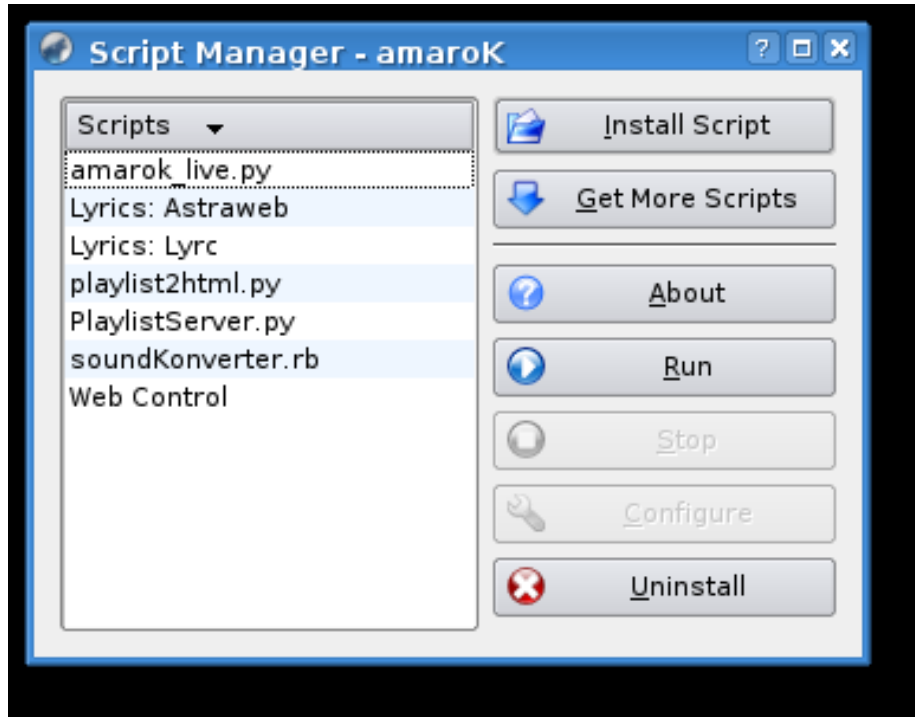 Script Manager - amaroK
Scripts
amarok_live.py
Lyrics: Astraweb
Lyrics: Lyrc
playlist2html.py
PlaylistServer.py
soundKonverter.rb
Web Control
Install Script
Get More Scripts
About
Run
Stop
Configure
Uninstall